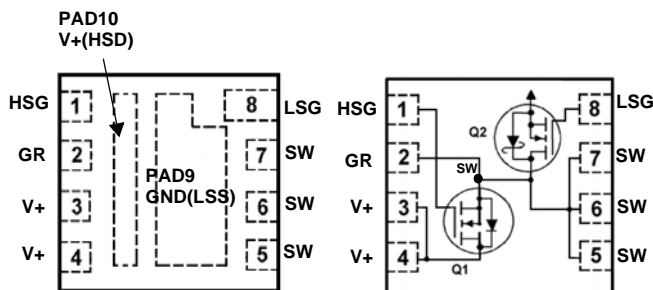 PAD10
V+(HSD)
HSG 1 8 LSG
GR 2 7 SW
PAD9
GND(LSS)
V+ 3 6 SW
V+ 4 5 SW
HSG 1 Q2 8 LSG
GR 2 7 SW
SW
V+ 3 6 SW
V+ 4 5 SW
Q1